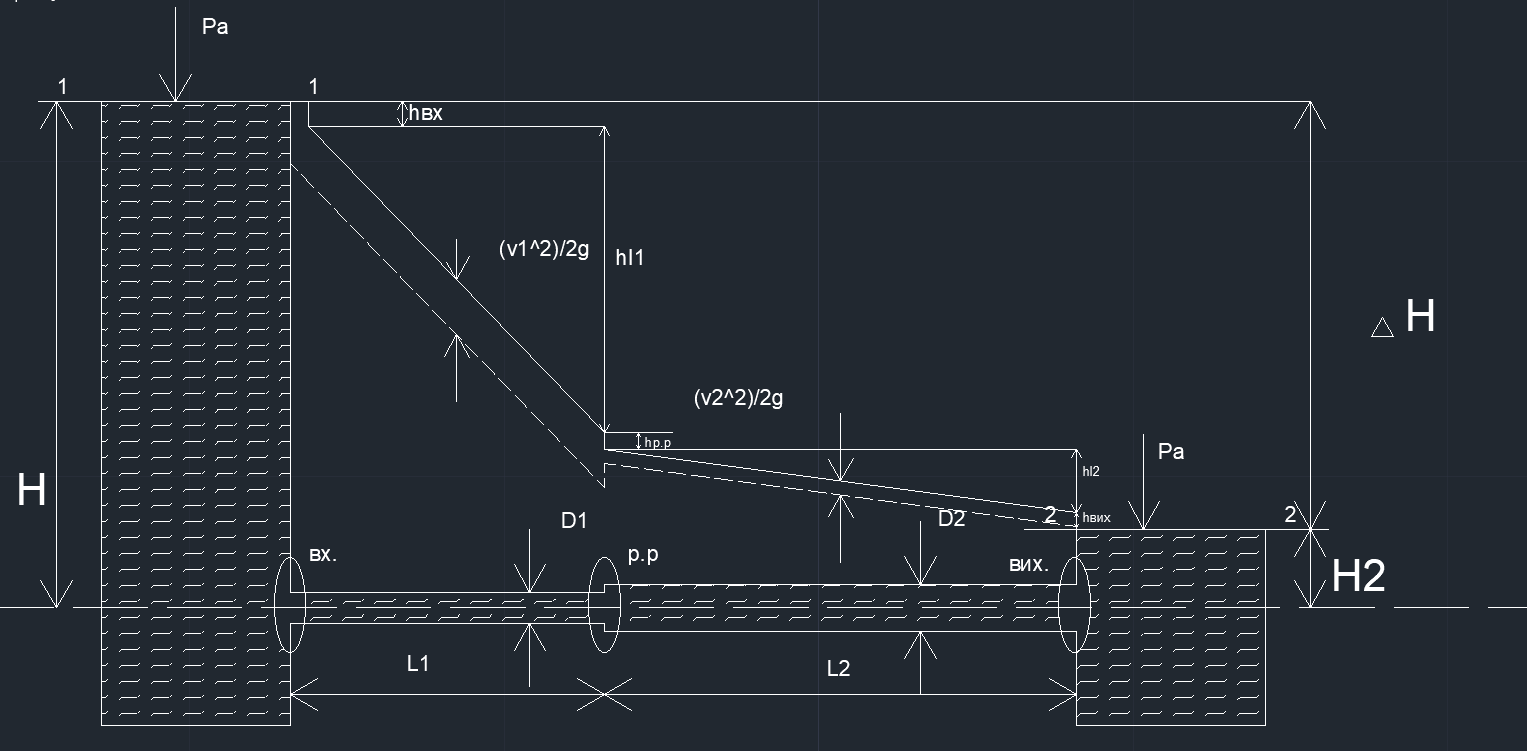 Pa
1
1
hвх
(v1^2)/2g
hl1
△ H
(v2^2)/2g
hр.р
Pa
hl2
H
D1
D2
2
hвих
2
вх.
р.р
вих.
H2
L1
L2